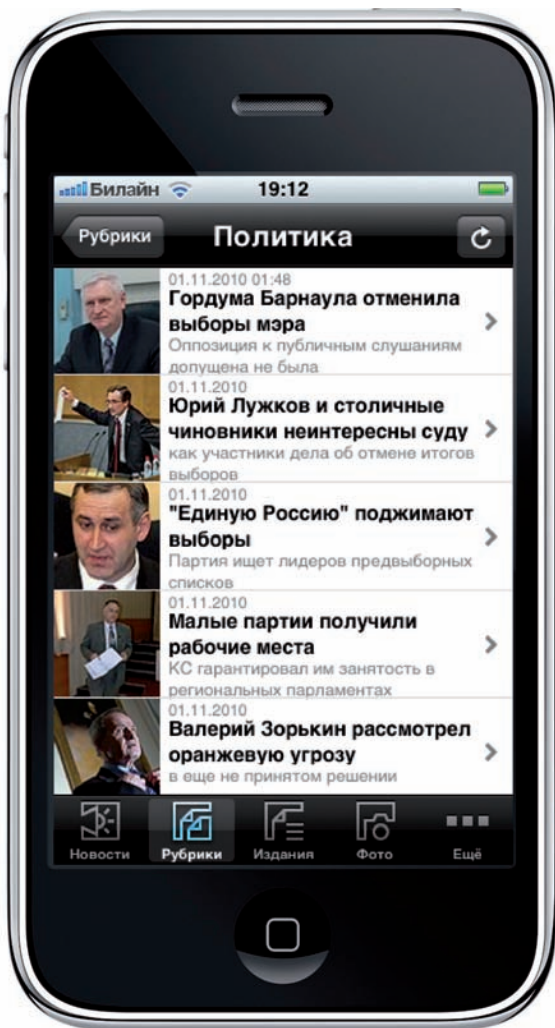 Билайн 19:12
Рубрики Политика
01.11.2010 01:48
Гордума Барнаула отменила
выборы мэра
Оппозиция к публичным слушаниям
допущена не была
01.11.2010
Юрий Лужков и столичные
чиновники неинтересны суду
как участники дела об отмене итогов
выборов
01.11.2010
"Единую Россию" поджимают
выборы
Партия ищет лидеров предвыборных
списков
01.11.2010
Малые партии получили
рабочие места
КС гарантировал им занятость в
региональных парламентах
01.11.2010
Валерий Зорькин рассмотрел
оранжевую угрозу
в еще не принятом решении
Новости Рубрики Издания Фото Ещё